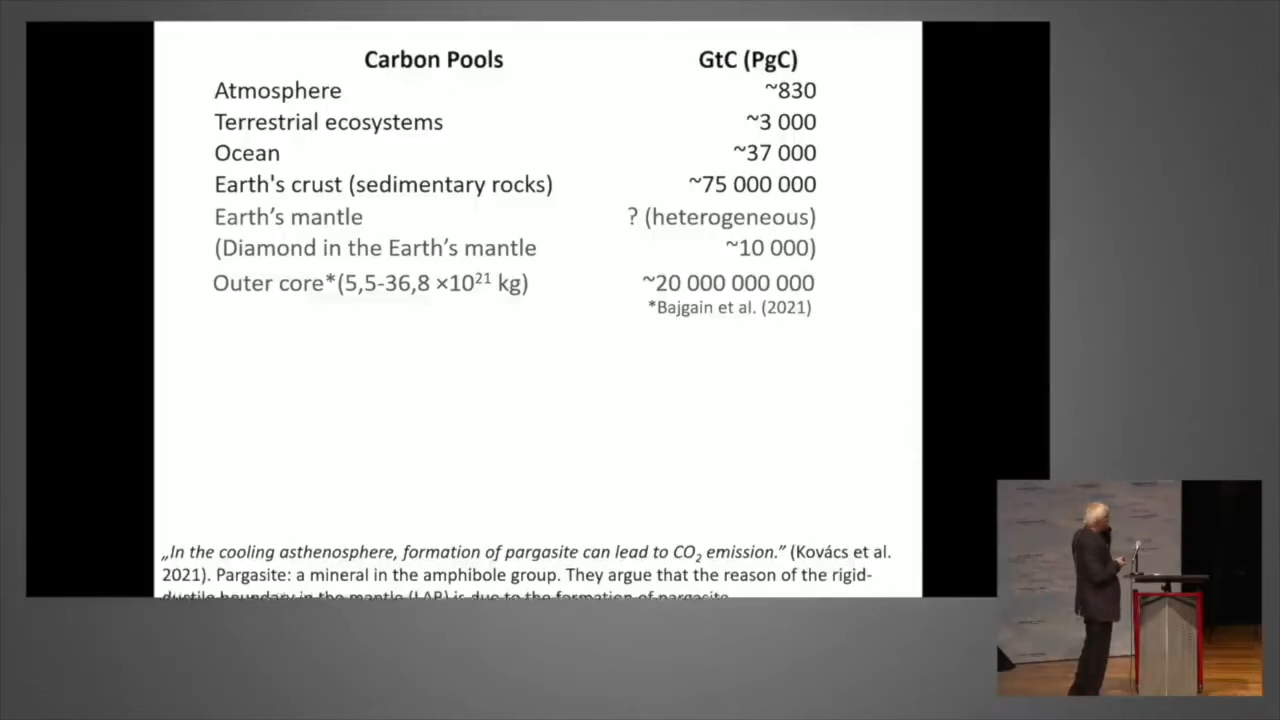 Carbon Pools GtC (PgC)
Atmosphere ~830
Terrestrial ecosystems ~3 000
Ocean ~37 000
Earth's crust (sedimentary rocks) ~75 000 000
Earth’s mantle ? (heterogeneous)
(Diamond in the Earth’s mantle ~10 000)
Outer core*(5,5-36,8 ×10²¹ kg) ~20 000 000 000
*Bajgain et al. (2021)
„In the cooling asthenosphere, formation of pargasite can lead to CO₂ emission.” (Kovács et al.
2021). Pargasite: a mineral in the amphibole group. They argue that the reason of the rigid-
ductile boundary in the mantle (LAB) is due to the formation of pargasite.